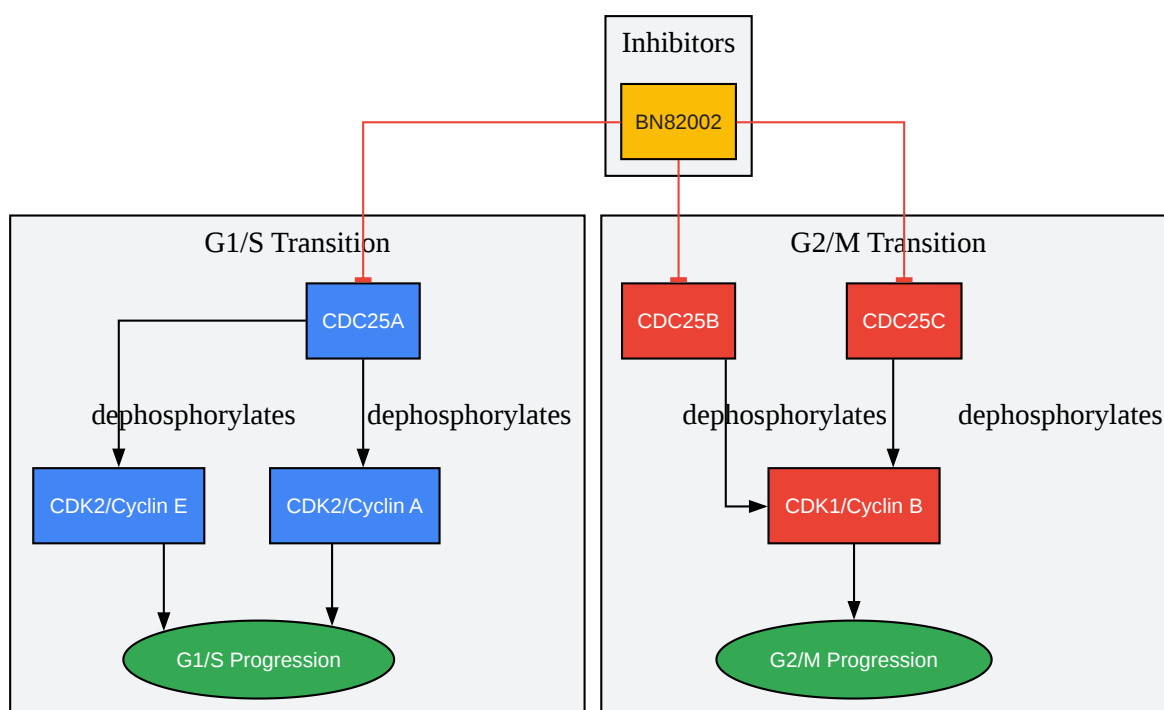 Inhibitors
BN82002
G1/S Transition
G2/M Transition
CDC25A
CDC25B
CDC25C
dephosphorylates
dephosphorylates
dephosphorylates
dephosphorylates
CDK2/Cyclin E
CDK2/Cyclin A
CDK1/Cyclin B
G1/S Progression
G2/M Progression